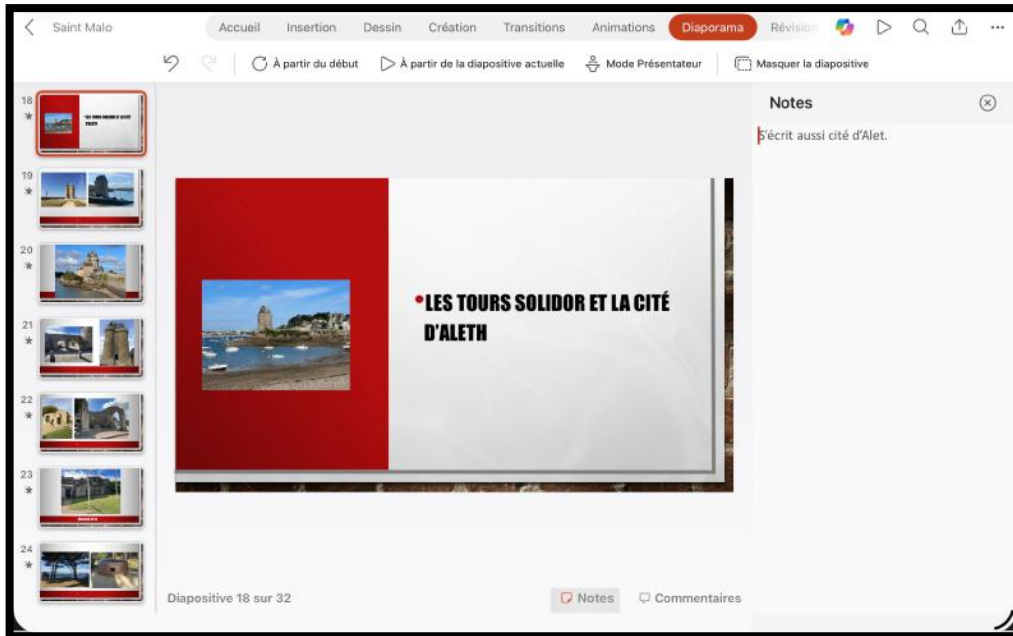 Saint Malo
Accueil Insertion Dessin Création Transitions Animations Diaporama Révision
À partir du début À partir de la diapositive actuelle Mode Présentateur Masquer la diapositive
18
19
20
21
22
23
24
•LES TOURS SOLIDOR ET LA CITÉ
D'ALETH
Diapositive 18 sur 32
Notes Commentaires
Notes
S'écrit aussi cité d'Alet.